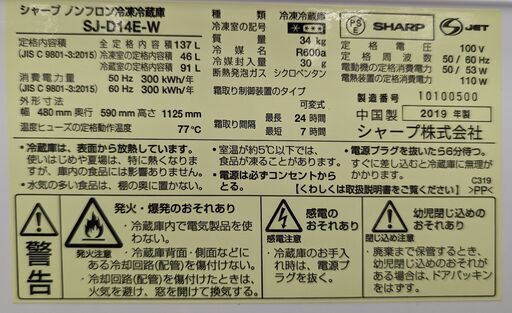 シャープ ノンフロン冷凍冷蔵庫
SJ-D14E-W
定格内容積 全定格内容積 137 L
(JIS C 9801-3:2015) 冷凍室内容積 46 L
冷蔵室内容積 91 L
消費電力量 50 Hz 300 kWh/年
(JIS C 9801-3:2015) 60 Hz 300 kWh/年
外形寸法
幅 480 mm 奥行 590 mm 高さ 1125 mm
温度ヒューズの定格動作温度 77℃
冷凍室の記号
質量 34 kg
冷媒 R600a
冷媒封入量 30 g
断熱発泡ガス シクロペンタン
霜取り制御装置のタイプ
可変式
霜取り間隔 最長 24 時間
最短 7 時間
PS E SHARP S JET
定格電圧 100 V
定格周波数 50 / 60 Hz
電動機の定格消費電力 53 / 53 W
電熱装置の定格消費電力 110 W
製造番号 10100500
中国製 2019 年製
シャープ株式会社
・冷蔵庫は、表面から放熱しています。
使いはじめや夏場は、特に熱く感じますが、庫内の食品には影響ありません。
・水気の多い食品は、棚の奥に置かない
・室温が約5℃以下では、食品が凍ることがあります。
・電源は必ずコンセントからとる。
・電源プラグを抜いたら6分待つ。
すぐに差し込むと冷蔵庫に無理がかかります。
【くわしくは取扱説明書をご覧ください】
C319
>PP<
警告
発火注意
発火・爆発のおそれあり
・冷蔵庫内で電気製品を使わない。
・冷蔵庫背面・側面などにある冷却回路(配管)を傷付けない。
・冷却回路(配管)を傷付けたときは、火気を避け、窓を開けて換気する。
感電注意
感電のおそれあり
・冷蔵庫のお手入れ時は、電源プラグを抜く。
閉じ込め注意
幼児閉じ込めのおそれあり
・廃棄まで保管するとき、幼児閉じ込めのおそれがある場合は、ドアパッキンをはずす。